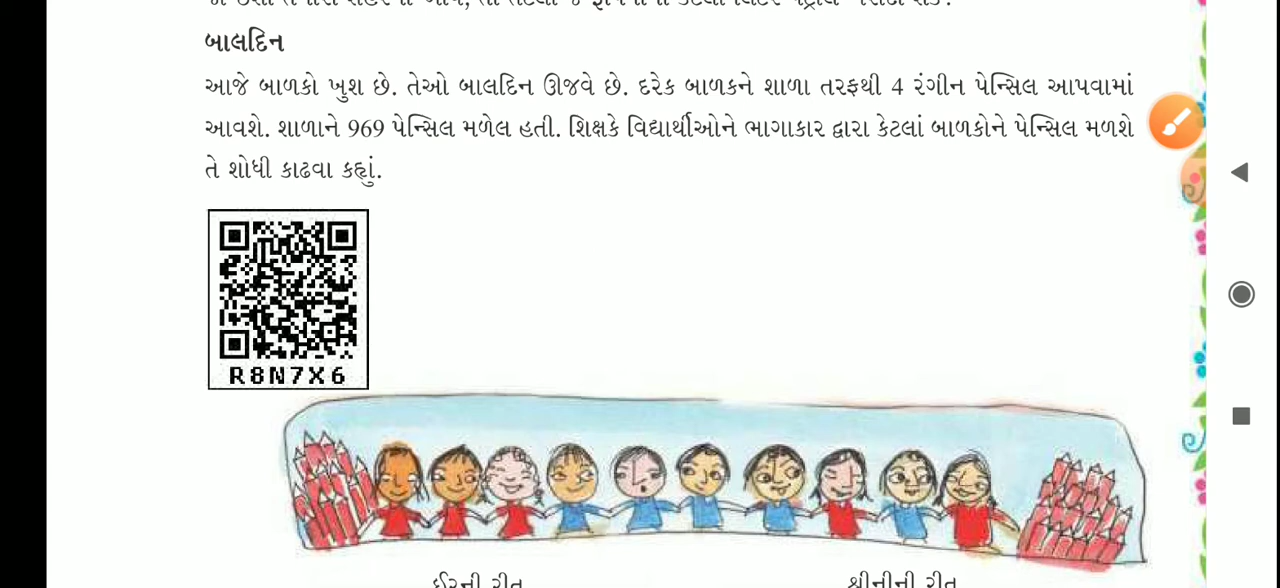 બાલદિન
આજે બાળકો ખુશ છે. તેઓ બાલદિન ઊજવે છે. દરેક બાળકને શાળા તરફથી 4 રંગીન પેન્સિલ આપવામાં
આવશે. શાળાને 969 પેન્સિલ મળેલ હતી. શિક્ષકે વિદ્યાર્થીઓને ભાગાકાર દ્વારા કેટલાં બાળકોને પેન્સિલ મળશે
તે શોધી કાઢવા કહ્યું.
R8N7X6